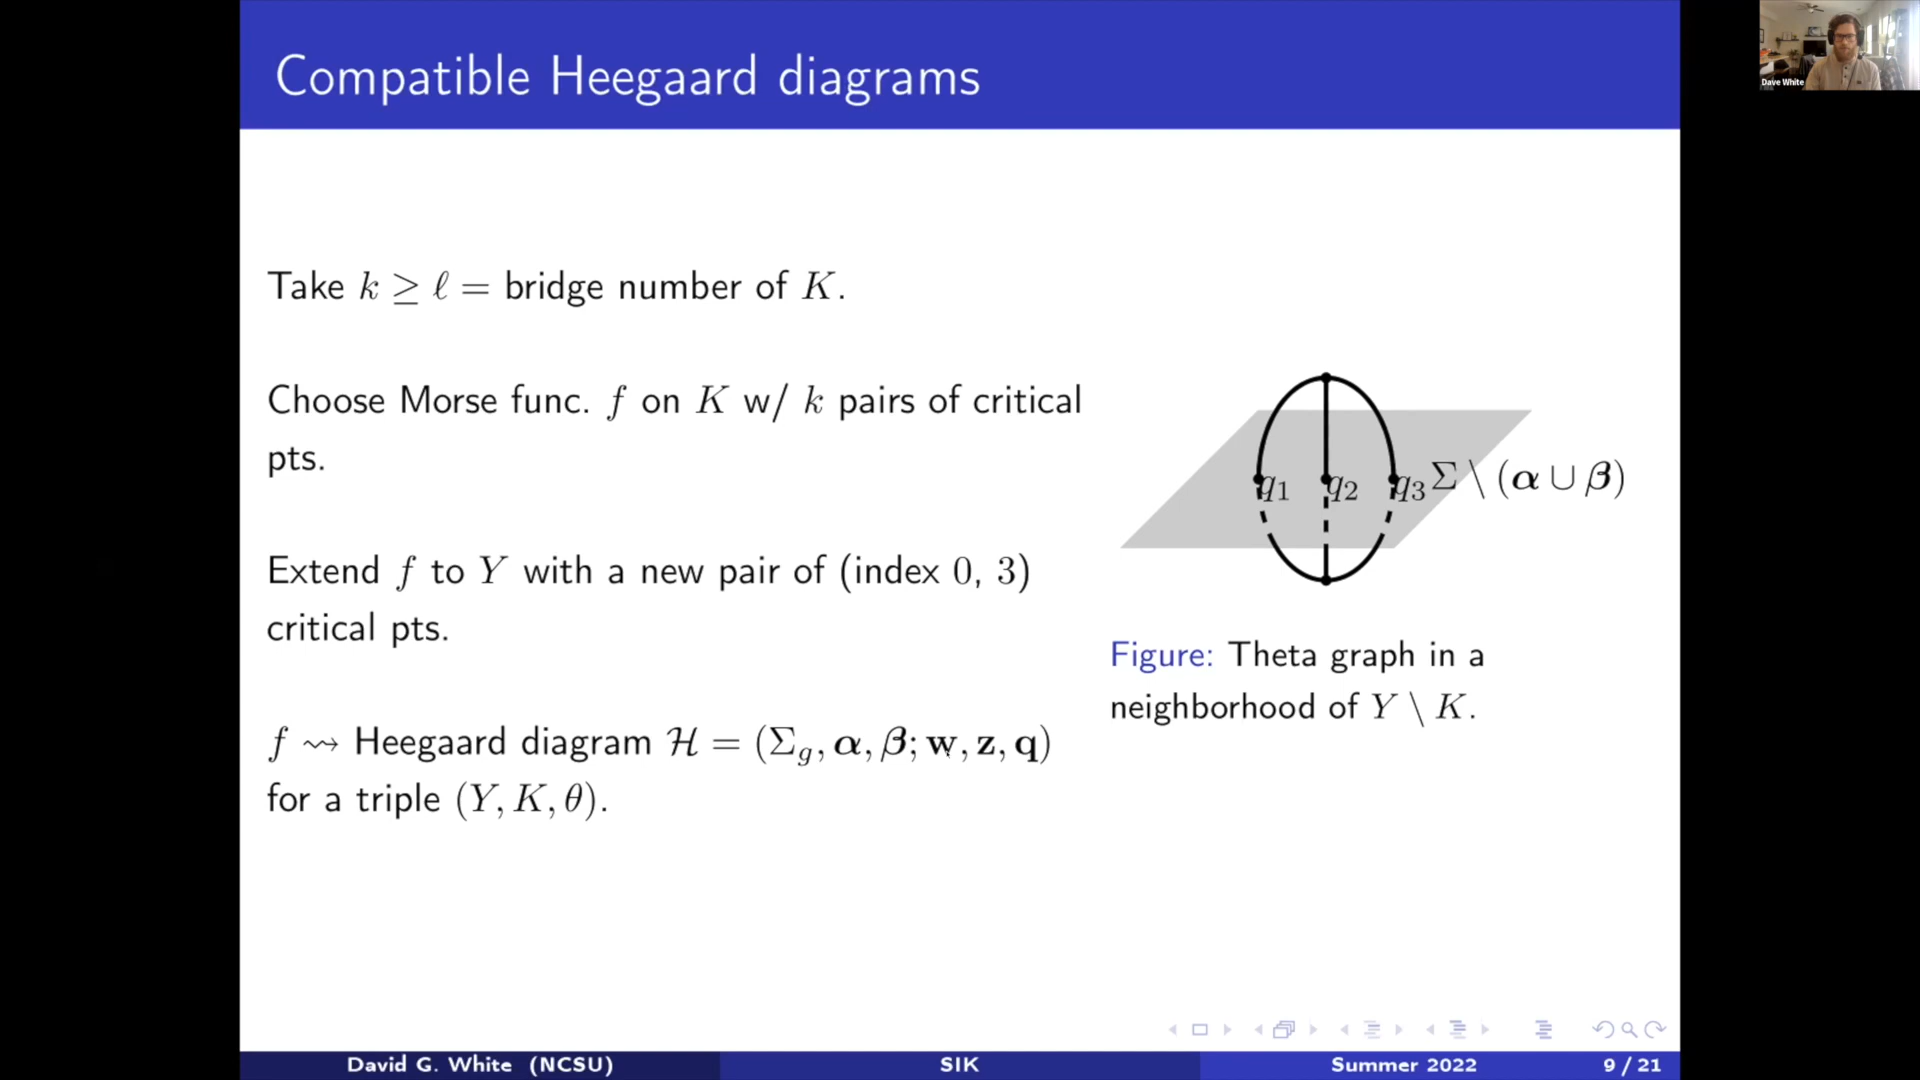 Compatible Heegaard diagrams
Dave White
Take k ≥ ℓ = bridge number of K.
Choose Morse func. f on K w/ k pairs of critical
pts.
Extend f to Y with a new pair of (index 0, 3)
critical pts.
f ⇝ Heegaard diagram ℋ = (Σ_g, α, β; w, z, q)
for a triple (Y, K, θ).
q₁ q₂ q₃ Σ \ (α ∪ β)
Figure: Theta graph in a
neighborhood of Y \ K.
David G. White (NCSU) SIK Summer 2022 9 / 21